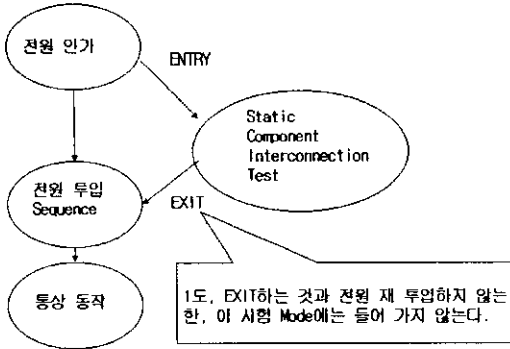 전원 인가
ENTRY
Static
Component
Interconnection
Test
전원 투입
Sequence
EXIT
통상 동작
1도, EXIT하는 것과 전원 재 투입하지 않는
한, 이 시험 Mode에는 들어 가지 않는다.